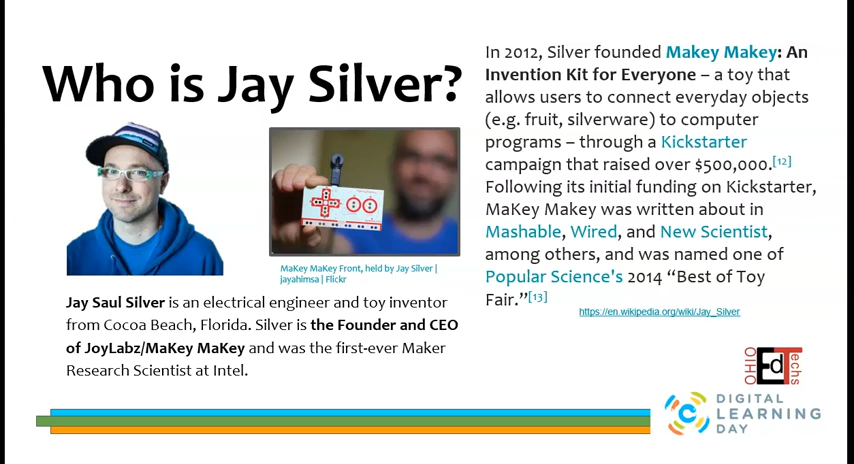 Who is Jay Silver?
MaKey MaKey Front, held by Jay Silver |
jayahimsa | Flickr
Jay Saul Silver is an electrical engineer and toy inventor
from Cocoa Beach, Florida. Silver is the Founder and CEO
of JoyLabz/MaKey MaKey and was the first-ever Maker
Research Scientist at Intel.
In 2012, Silver founded Makey Makey: An
Invention Kit for Everyone – a toy that
allows users to connect everyday objects
(e.g. fruit, silverware) to computer
programs – through a Kickstarter
campaign that raised over $500,000.[12]
Following its initial funding on Kickstarter,
MaKey Makey was written about in
Mashable, Wired, and New Scientist,
among others, and was named one of
Popular Science's 2014 “Best of Toy
Fair.”[13]
https://en.wikipedia.org/wiki/Jay_Silver
OHIO EdTechs
DIGITAL
LEARNING
DAY